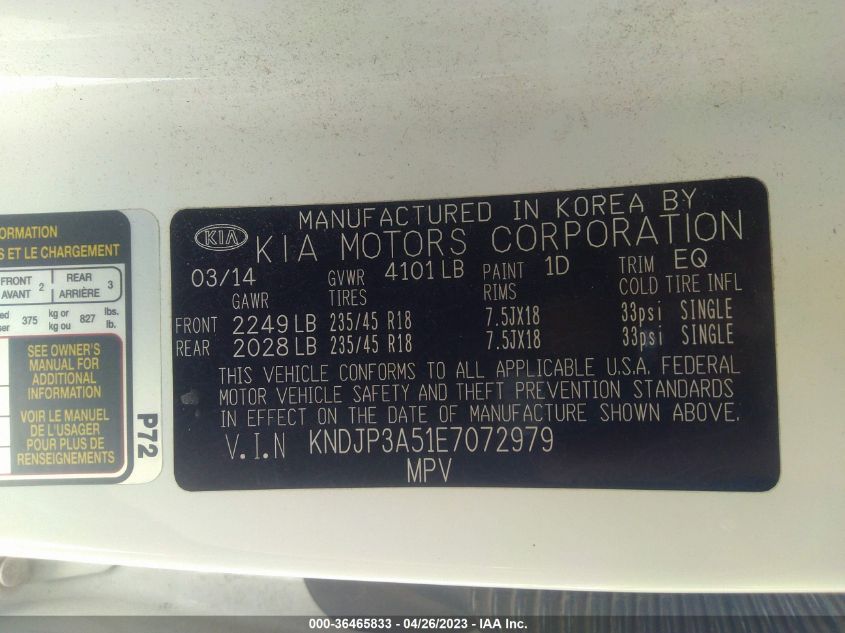 ORMATION
S ET LE CHARGEMENT
FRONT AVANT 2 REAR ARRIÈRE 3
ed ser 375 kg or kg ou 827 lbs. lb.
SEE OWNER'S
MANUAL FOR
ADDITIONAL
INFORMATION
VOIR LE MANUEL
DE L'USAGER
POUR PLUS DE
RENSEIGNEMENTS
P72
MANUFACTURED IN KOREA BY
KIA KIA MOTORS CORPORATION
03/14 GVWR 4101 LB PAINT 1D TRIM EQ
GAWR TIRES RIMS COLD TIRE INFL
FRONT 2249 LB 235/45 R18 7.5JX18 33psi SINGLE
REAR 2028 LB 235/45 R18 7.5JX18 33psi SINGLE
THIS VEHICLE CONFORMS TO ALL APPLICABLE U.S.A. FEDERAL
MOTOR VEHICLE SAFETY AND THEFT PREVENTION STANDARDS
IN EFFECT ON THE DATE OF MANUFACTURE SHOWN ABOVE.
V.I.N KNDJP3A51E7072979
MPV
000-36465833 - 04/26/2023 - IAA Inc.